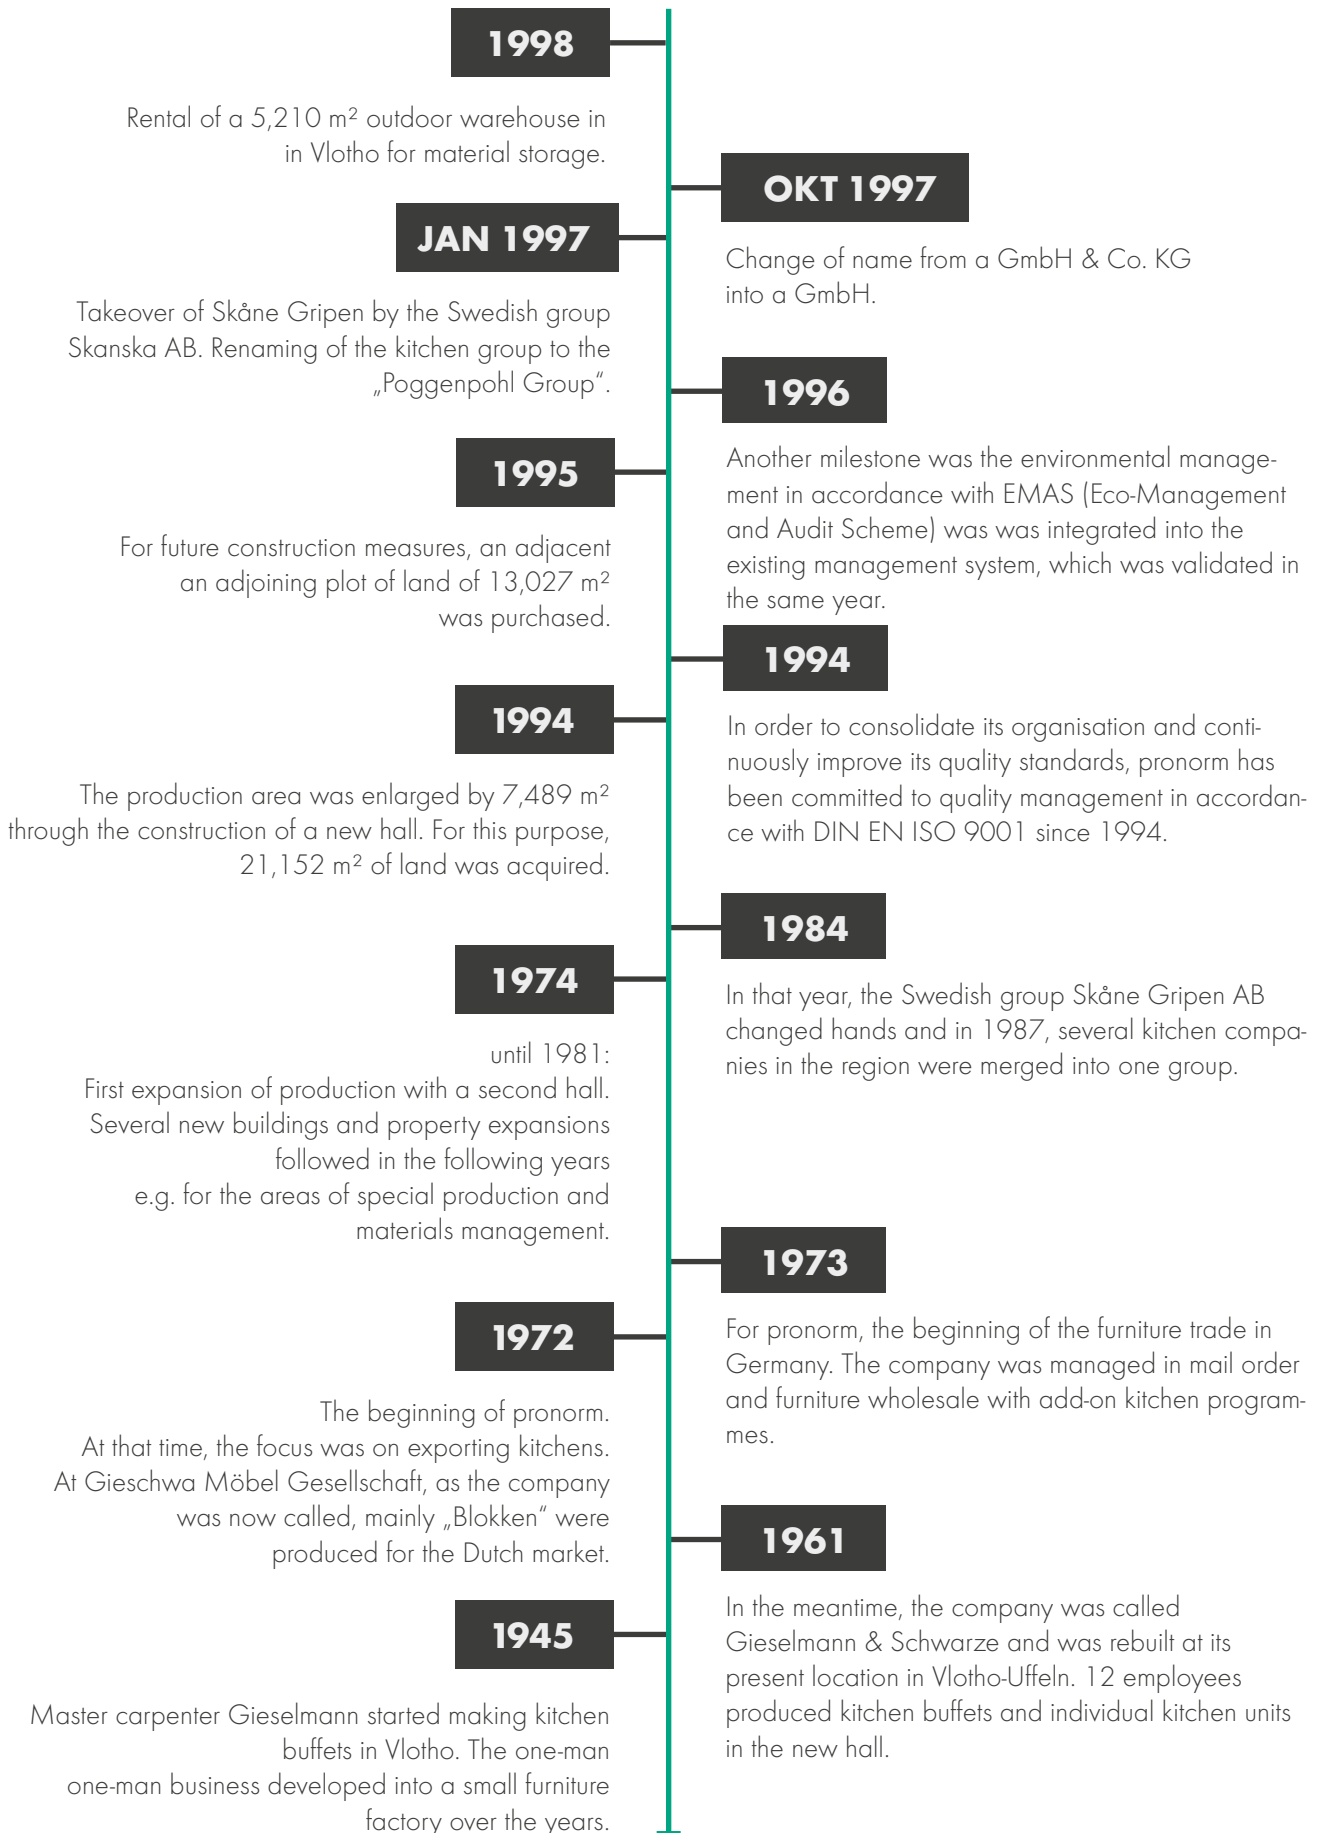 1998
Rental of a 5,210 m² outdoor warehouse in
in Vlotho for material storage.
OKT 1997
Change of name from a GmbH & Co. KG
into a GmbH.
JAN 1997
Takeover of Skåne Gripen by the Swedish group
Skanska AB. Renaming of the kitchen group to the
„Poggenpohl Group“.
1996
Another milestone was the environmental manage-
ment in accordance with EMAS (Eco-Management
and Audit Scheme) was was integrated into the
existing management system, which was validated in
the same year.
1995
For future construction measures, an adjacent
an adjoining plot of land of 13,027 m²
was purchased.
1994
In order to consolidate its organisation and conti-
nuously improve its quality standards, pronorm has
been committed to quality management in accordan-
ce with DIN EN ISO 9001 since 1994.
1994
The production area was enlarged by 7,489 m²
through the construction of a new hall. For this purpose,
21,152 m² of land was acquired.
1984
In that year, the Swedish group Skåne Gripen AB
changed hands and in 1987, several kitchen compa-
nies in the region were merged into one group.
1974
until 1981:
First expansion of production with a second hall.
Several new buildings and property expansions
followed in the following years
e.g. for the areas of special production and
materials management.
1973
For pronorm, the beginning of the furniture trade in
Germany. The company was managed in mail order
and furniture wholesale with add-on kitchen program-
mes.
1972
The beginning of pronorm.
At that time, the focus was on exporting kitchens.
At Gieschwa Möbel Gesellschaft, as the company
was now called, mainly „Blokken“ were
produced for the Dutch market.
1961
In the meantime, the company was called
Gieselmann & Schwarze and was rebuilt at its
present location in Vlotho-Uffeln. 12 employees
produced kitchen buffets and individual kitchen units
in the new hall.
1945
Master carpenter Gieselmann started making kitchen
buffets in Vlotho. The one-man
one-man business developed into a small furniture
factory over the years.